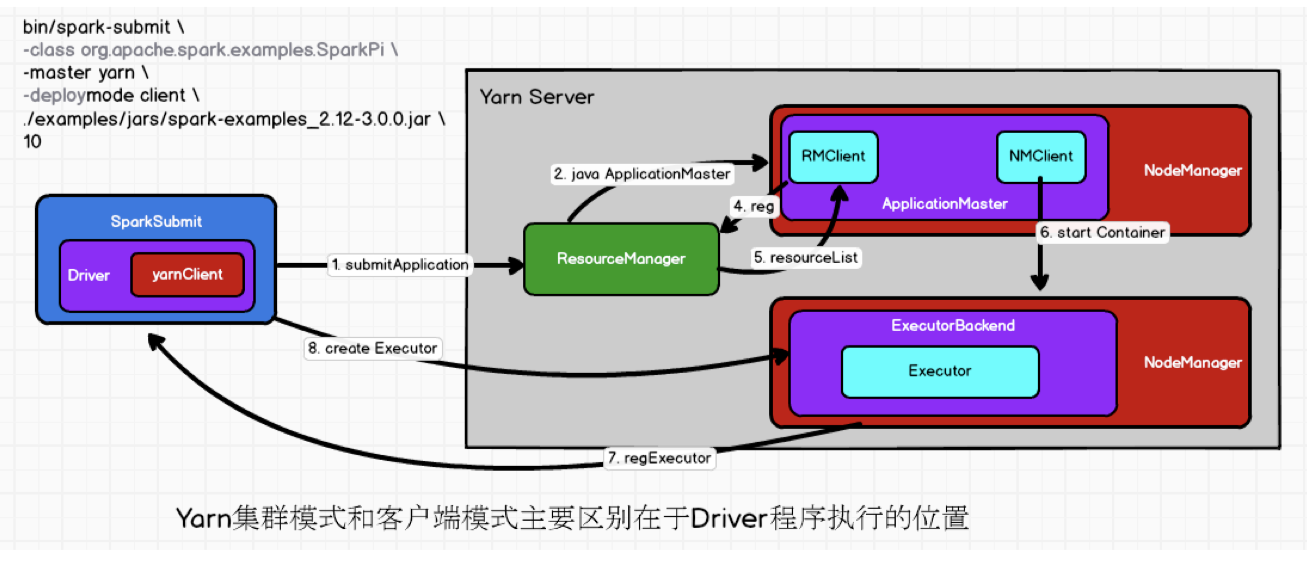 bin/spark-submit \
-class org.apache.spark.examples.SparkPi \
-master yarn \
-deploymode client \
./examples/jars/spark-examples_2.12-3.0.0.jar \
10
Yarn Server
RMClient
NMClient
NodeManager
ApplicationMaster
2. java ApplicationMaster
4. reg
SparkSubmit
Driver
yarnClient
1. submitApplication
ResourceManager
5. resourceList
6. start Container
ExecutorBackend
Executor
NodeManager
8. create Executor
7. regExecutor
Yarn集群模式和客户端模式主要区别在于Driver程序执行的位置